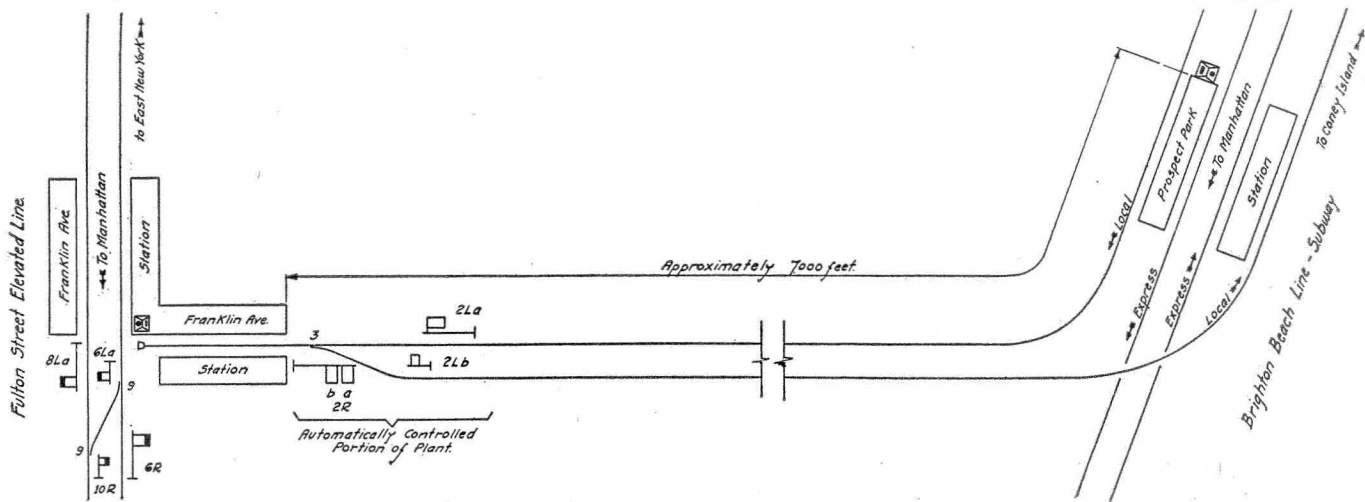 Fulton Street Elevated Line.
Franklin Ave.
To Manhattan
to East New York
Station
8La
6La
9
9
10R
6R
Franklin Ave.
Station
3
2La
2Lb
b a
2R
Automatically Controlled
Portion of Plant.
Approximately 7000 feet.
Local
Prospect Park
To Manhattan
Express
Express
Local
Station
To Coney Island
Brighton Beach Line - Subway